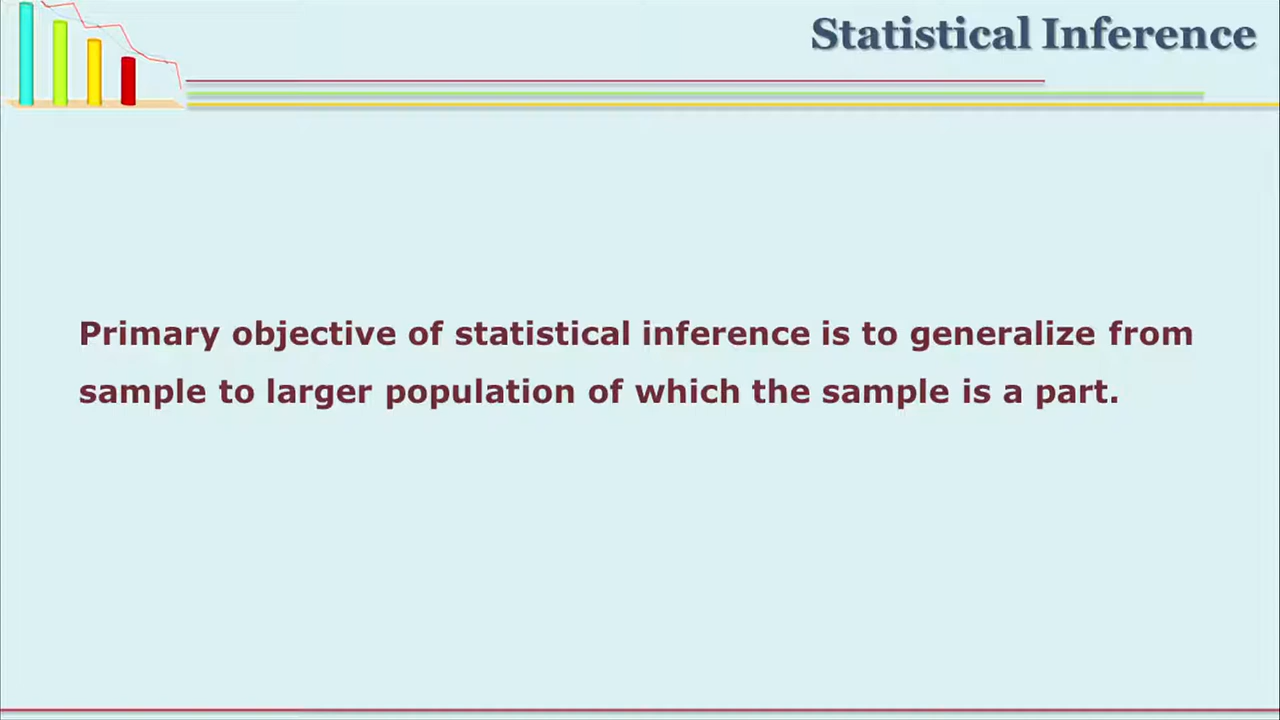 Statistical Inference
Primary objective of statistical inference is to generalize from
sample to larger population of which the sample is a part.